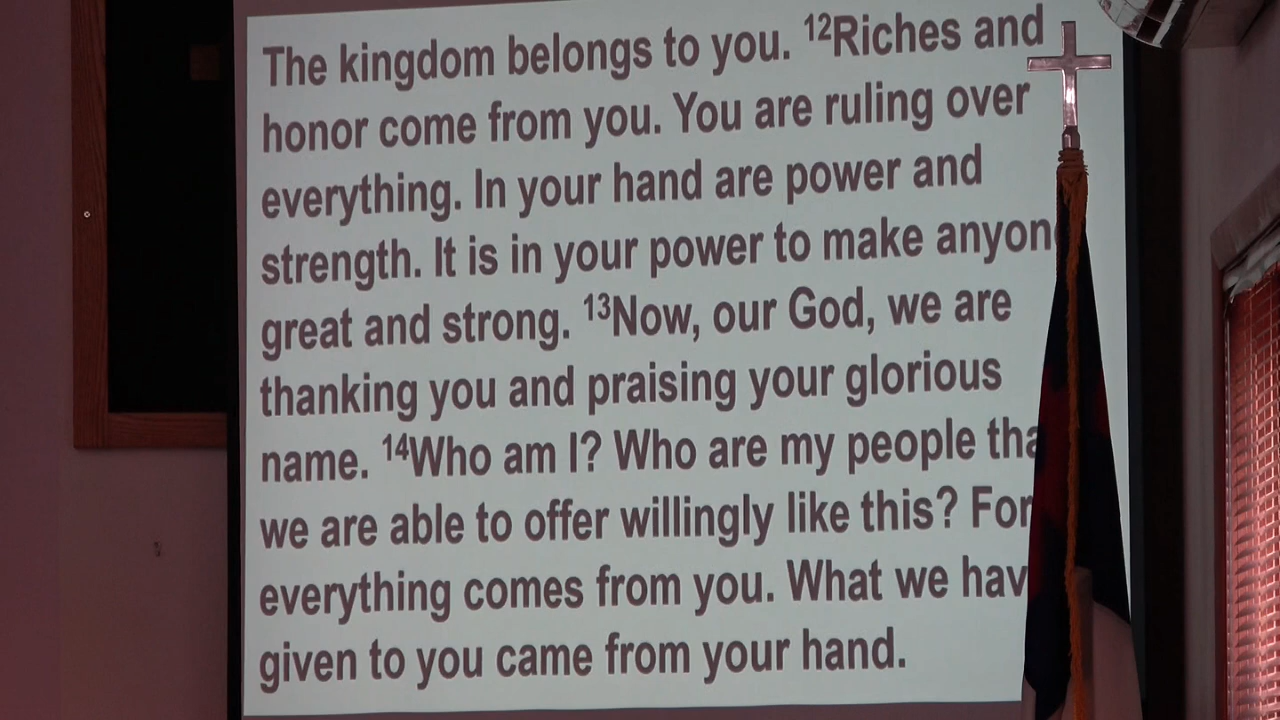 The kingdom belongs to you. ¹²Riches and
honor come from you. You are ruling over
everything. In your hand are power and
strength. It is in your power to make anyon
great and strong. ¹³Now, our God, we are
thanking you and praising your glorious
name. ¹⁴Who am I? Who are my people tha
we are able to offer willingly like this? For
everything comes from you. What we hav
given to you came from your hand.